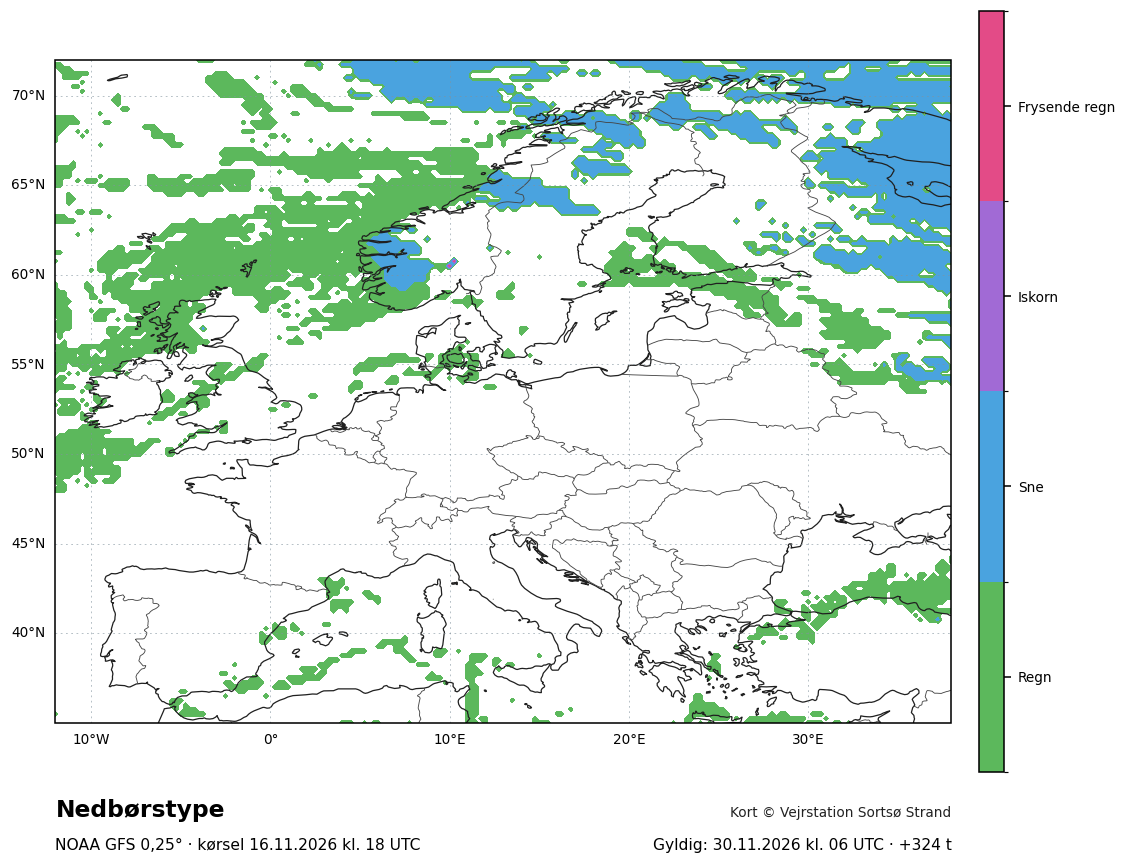 Frysende regn
Iskorn
Sne
Regn
70°N
65°N
60°N
55°N
50°N
45°N
40°N
10°W
0°
10°E
20°E
30°E
Nedbørstype
Kort © Vejrstation Sortsø Strand
NOAA GFS 0,25° · kørsel 16.11.2026 kl. 18 UTC
Gyldig: 30.11.2026 kl. 06 UTC · +324 t